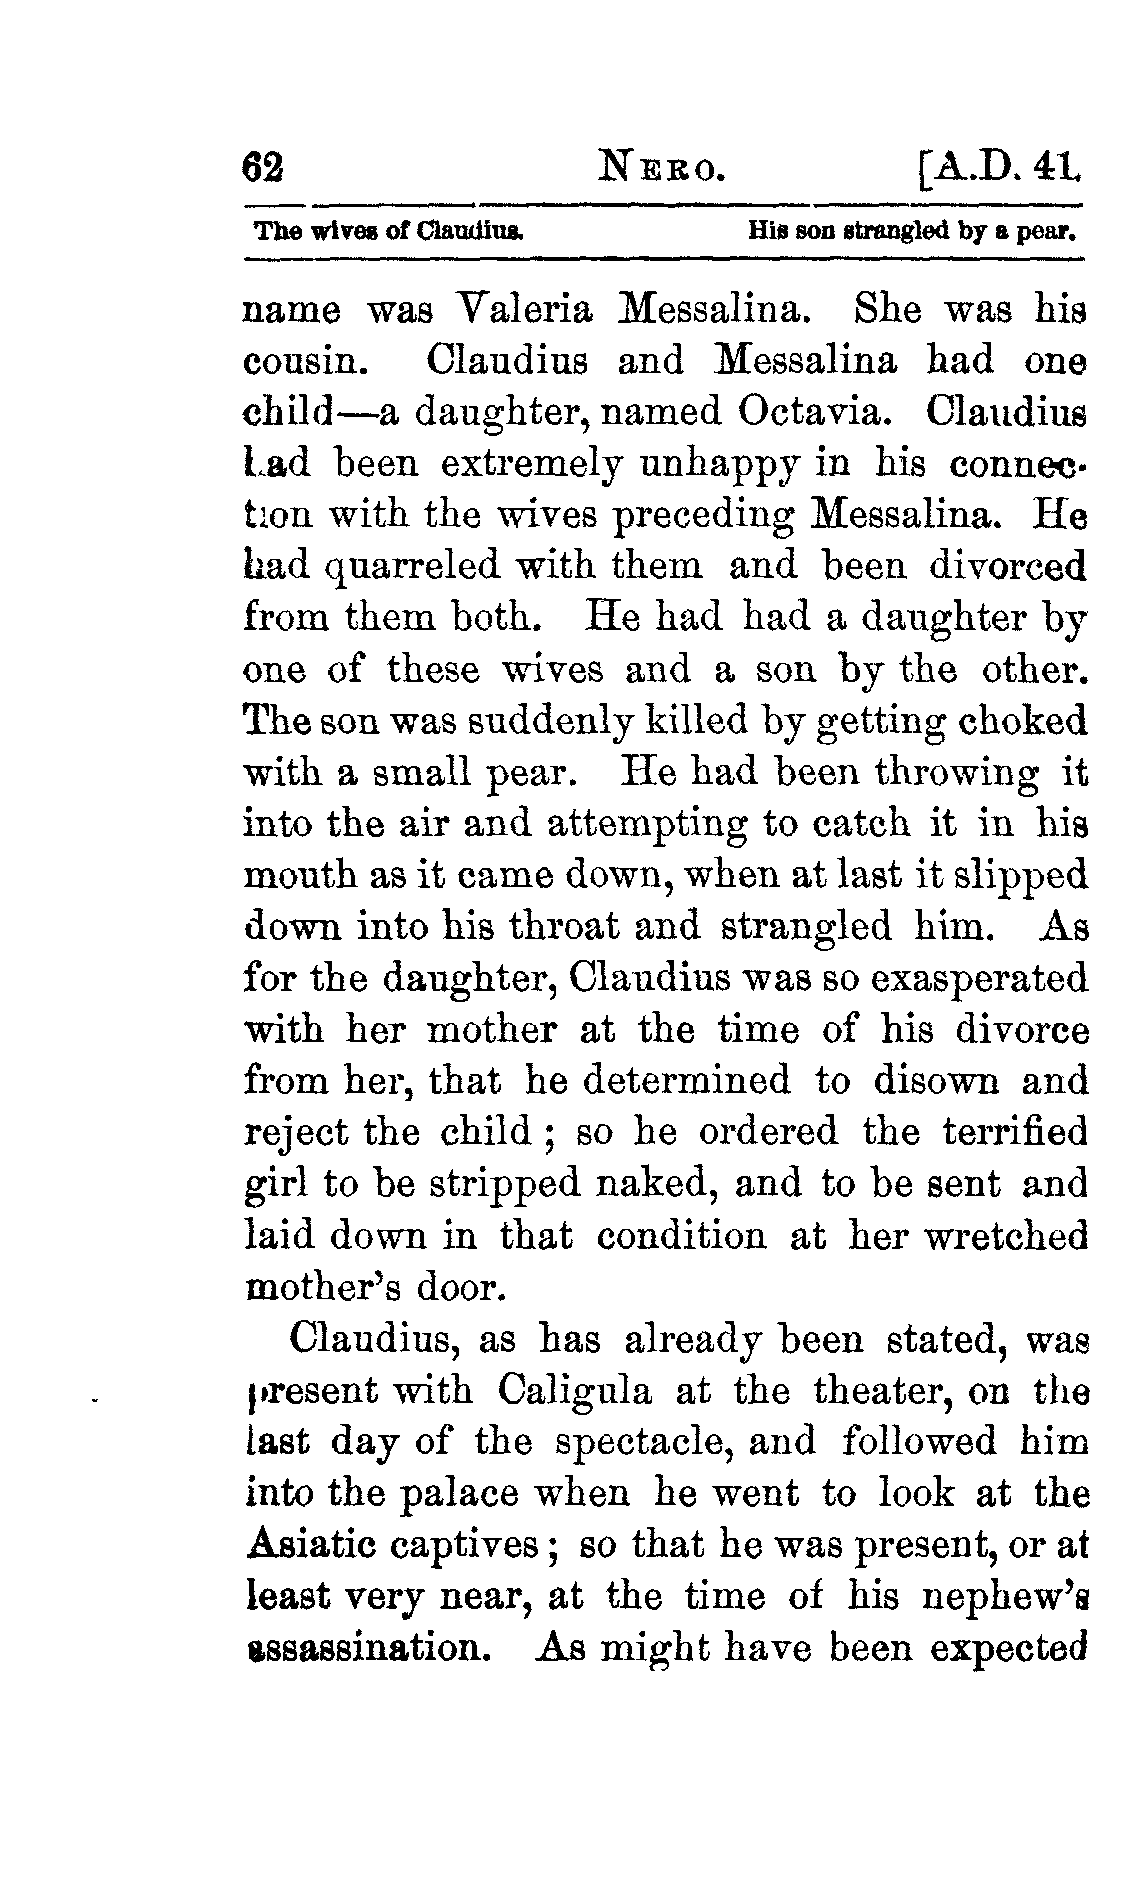 62 NERO. [A.D. 41.
The wives of Claudius. His son strangled by a pear.
name was Valeria Messalina. She was his
cousin. Claudius and Messalina had one
child—a daughter, named Octavia. Claudius
had been extremely unhappy in his connec-
tion with the wives preceding Messalina. He
had quarreled with them and been divorced
from them both. He had had a daughter by
one of these wives and a son by the other.
The son was suddenly killed by getting choked
with a small pear. He had been throwing it
into the air and attempting to catch it in his
mouth as it came down, when at last it slipped
down into his throat and strangled him. As
for the daughter, Claudius was so exasperated
with her mother at the time of his divorce
from her, that he determined to disown and
reject the child ; so he ordered the terrified
girl to be stripped naked, and to be sent and
laid down in that condition at her wretched
mother's door.
Claudius, as has already been stated, was
present with Caligula at the theater, on the
last day of the spectacle, and followed him
into the palace when he went to look at the
Asiatic captives ; so that he was present, or at
least very near, at the time of his nephew's
assassination. As might have been expected